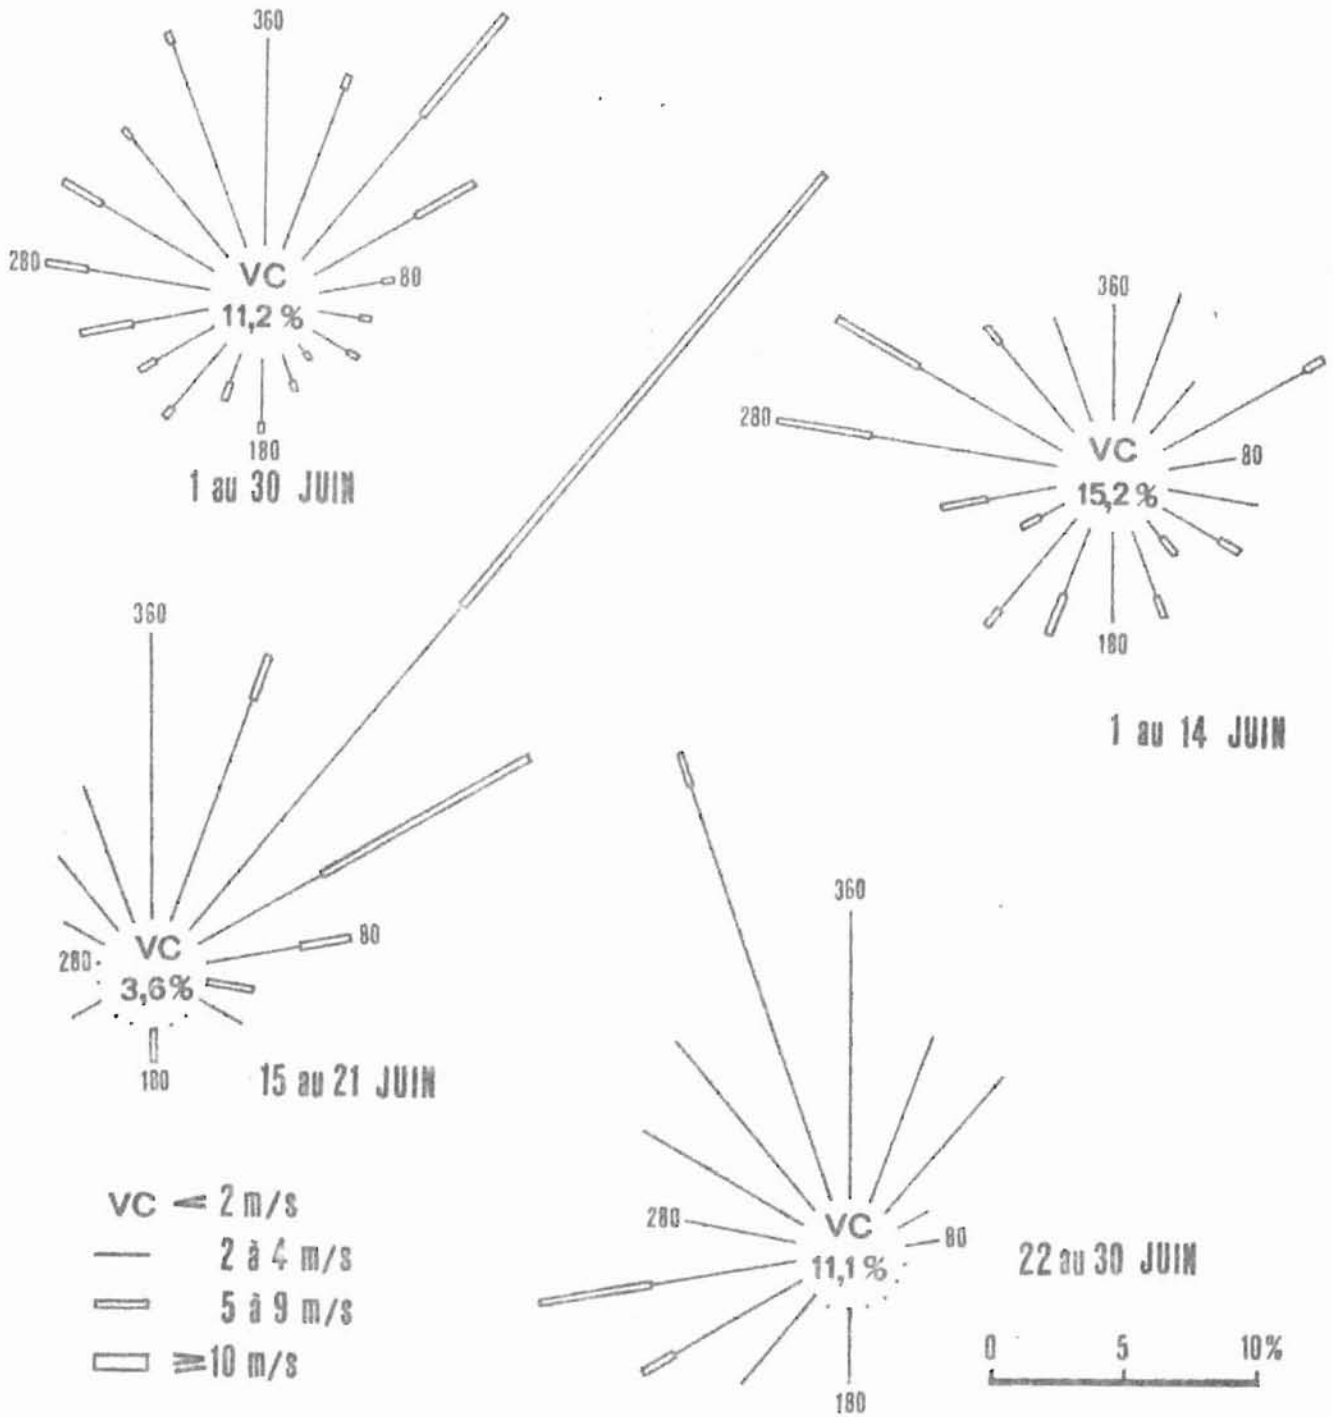 360
280
VC
80
11,2 %
180
1 au 30 JUIN
360
280
VC
80
15,2 %
180
1 au 14 JUIN
360
VC
80
280
3,6 %
180
15 au 21 JUIN
360
280
VC
80
11,1 %
180
22 au 30 JUIN
VC < 2 m/s
2 à 4 m/s
5 à 9 m/s
≥10 m/s
0 5 10%